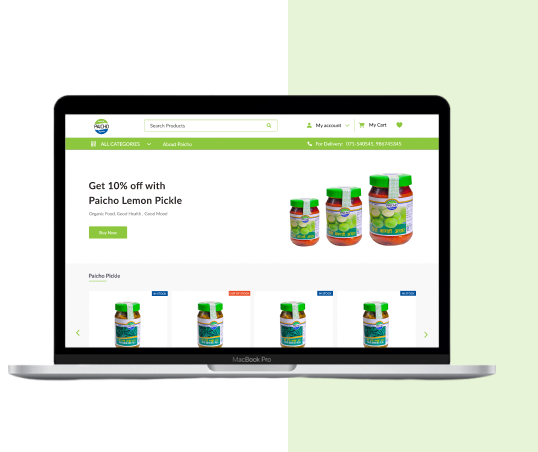 PAICHO
Search Products
My account
My Cart
ALL CATEGORIES
About Paicho
For Delivery: 071-540545, 986745345
Get 10% off with
Paicho Lemon Pickle
Organic Food, Good Health , Good Mood
Buy Now
Paicho Pickle
IN STOCK
OUT OF STOCK
IN STOCK
IN STOCK
MacBook Pro